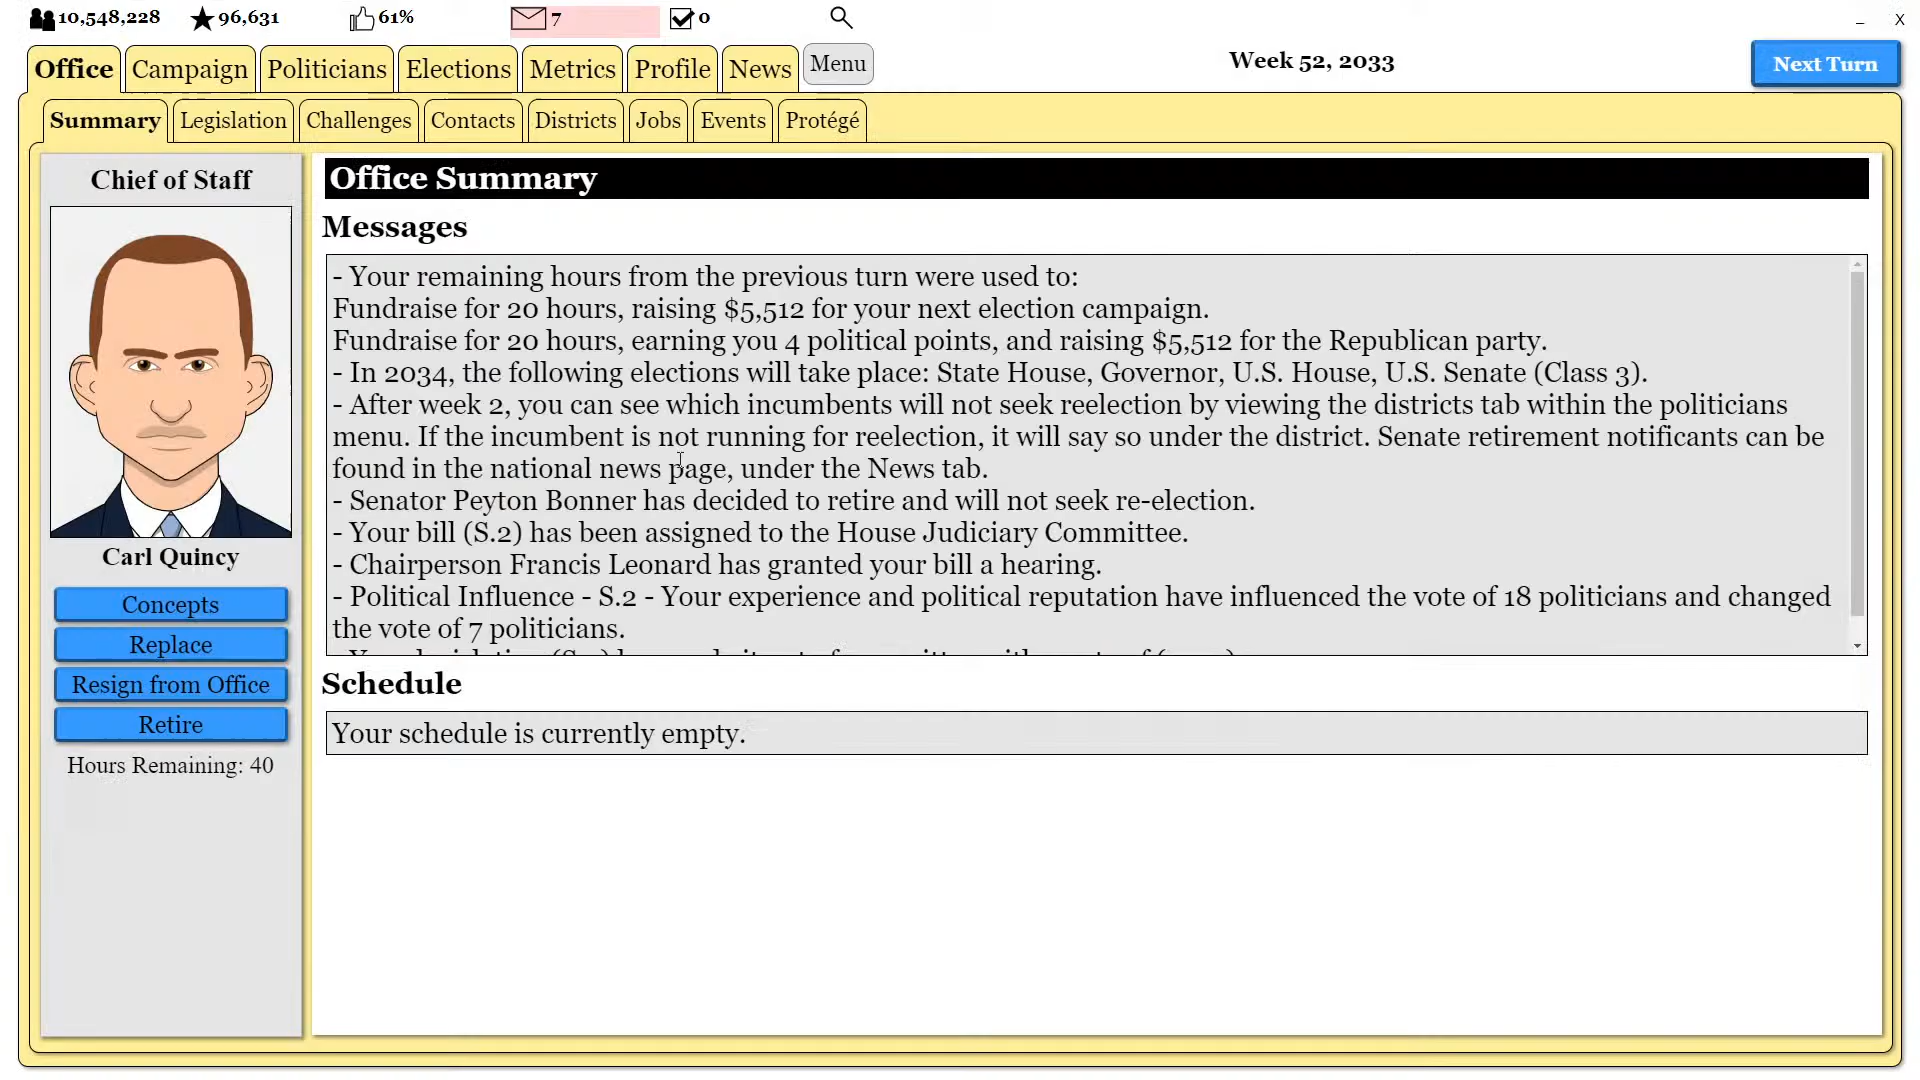 10,548,228 96,631 61% 7 0
_ X
Office Campaign Politicians Elections Metrics Profile News Menu
Week 52, 2033
Next Turn
Summary Legislation Challenges Contacts Districts Jobs Events Protégé
Chief of Staff
Carl Quincy
Concepts
Replace
Resign from Office
Retire
Hours Remaining: 40
Office Summary
Messages
- Your remaining hours from the previous turn were used to:
Fundraise for 20 hours, raising $5,512 for your next election campaign.
Fundraise for 20 hours, earning you 4 political points, and raising $5,512 for the Republican party.
- In 2034, the following elections will take place: State House, Governor, U.S. House, U.S. Senate (Class 3).
- After week 2, you can see which incumbents will not seek reelection by viewing the districts tab within the politicians
menu. If the incumbent is not running for reelection, it will say so under the district. Senate retirement notificants can be
found in the national news page, under the News tab.
- Senator Peyton Bonner has decided to retire and will not seek re-election.
- Your bill (S.2) has been assigned to the House Judiciary Committee.
- Chairperson Francis Leonard has granted your bill a hearing.
- Political Influence - S.2 - Your experience and political reputation have influenced the vote of 18 politicians and changed
the vote of 7 politicians.
Schedule
Your schedule is currently empty.